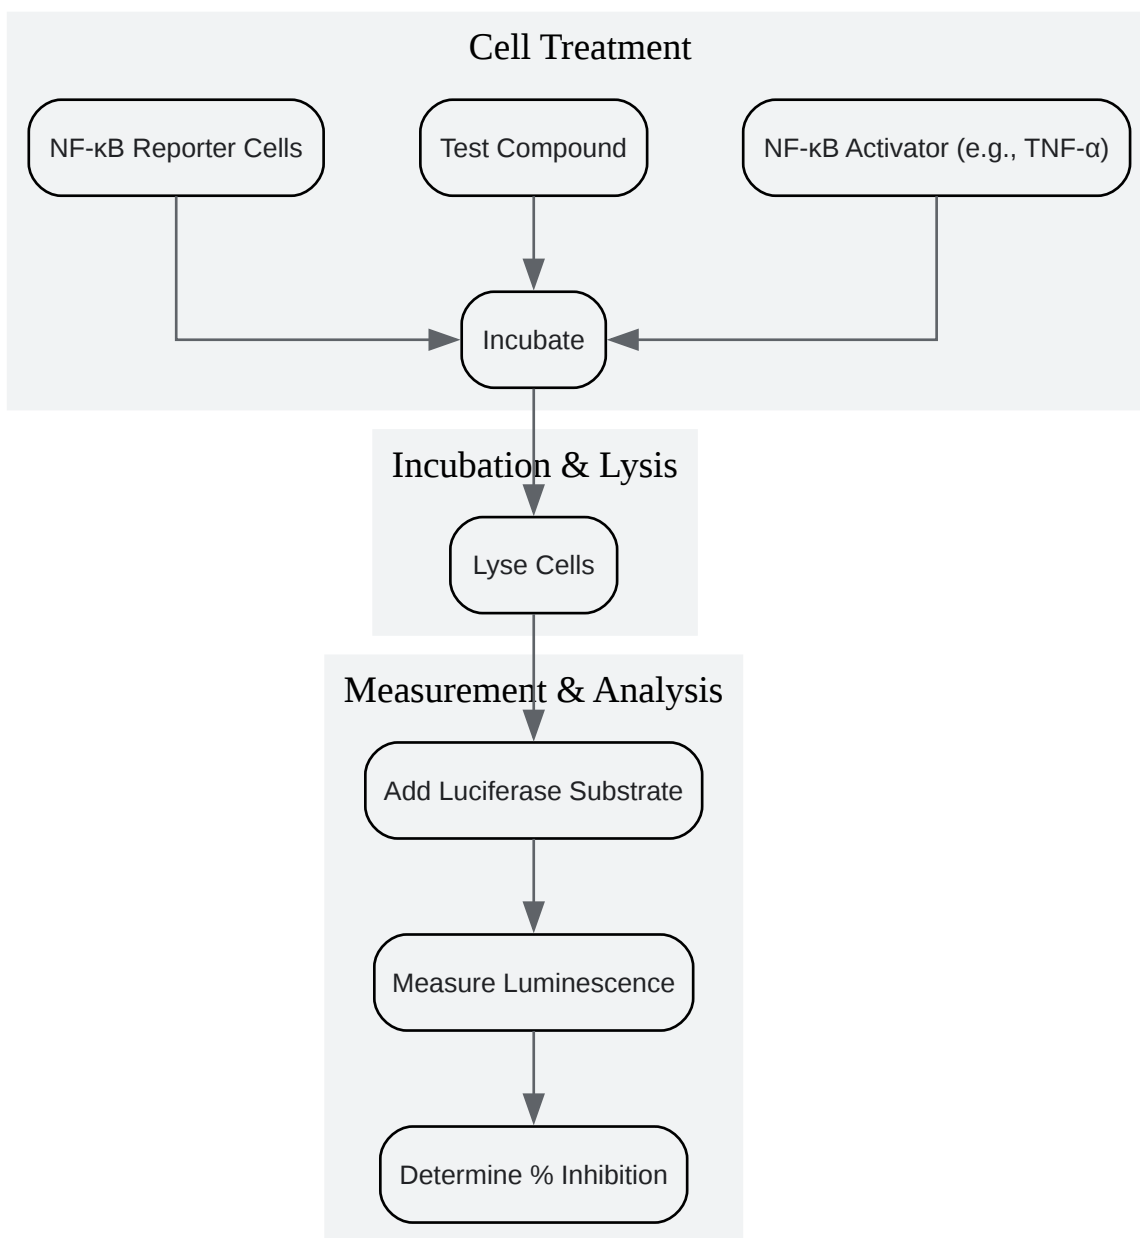 Cell Treatment
NF-κB Reporter Cells
Test Compound
NF-κB Activator (e.g., TNF-α)
Incubate
Incubation & Lysis
Lyse Cells
Measurement & Analysis
Add Luciferase Substrate
Measure Luminescence
Determine % Inhibition